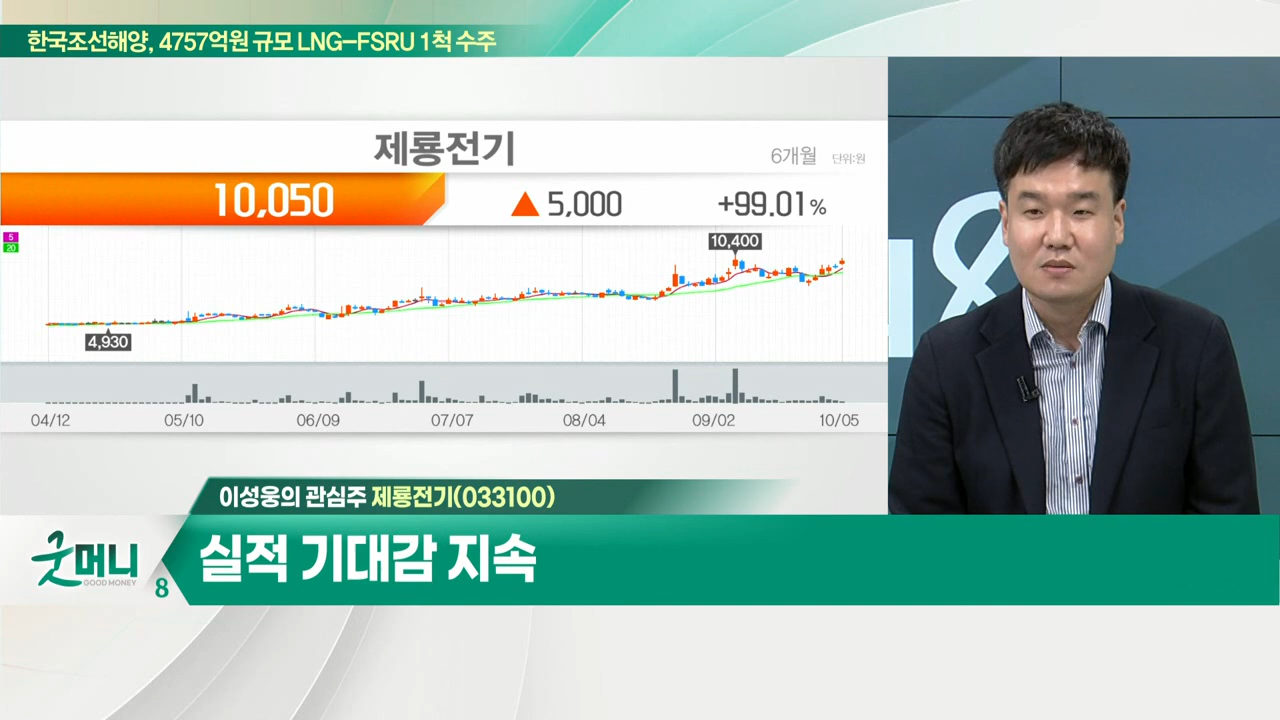 한국조선해양, 4757억원 규모 LNG-FSRU 1척 수주
제룡전기
6개월 단위:원
10,050 ▲ 5,000 +99.01%
5
20
10,400
4,930
04/12 05/10 06/09 07/07 08/04 09/02 10/05
이성웅의 관심주 제룡전기(033100)
굿머니
GOOD MONEY
8
실적 기대감 지속